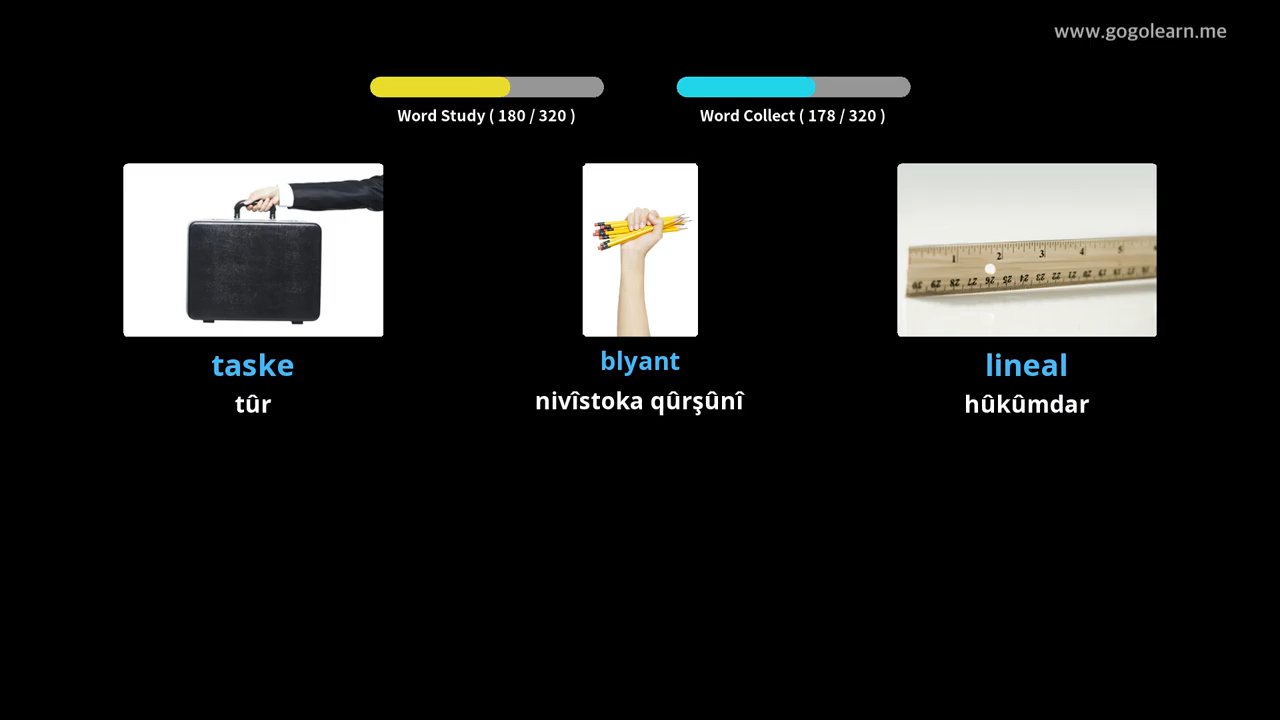 www.gogolearn.me
Word Study ( 180 / 320 )
Word Collect ( 178 / 320 )
taske
blyant
lineal
tûr
nivîstoka qûrşûnî
hûkûmdar